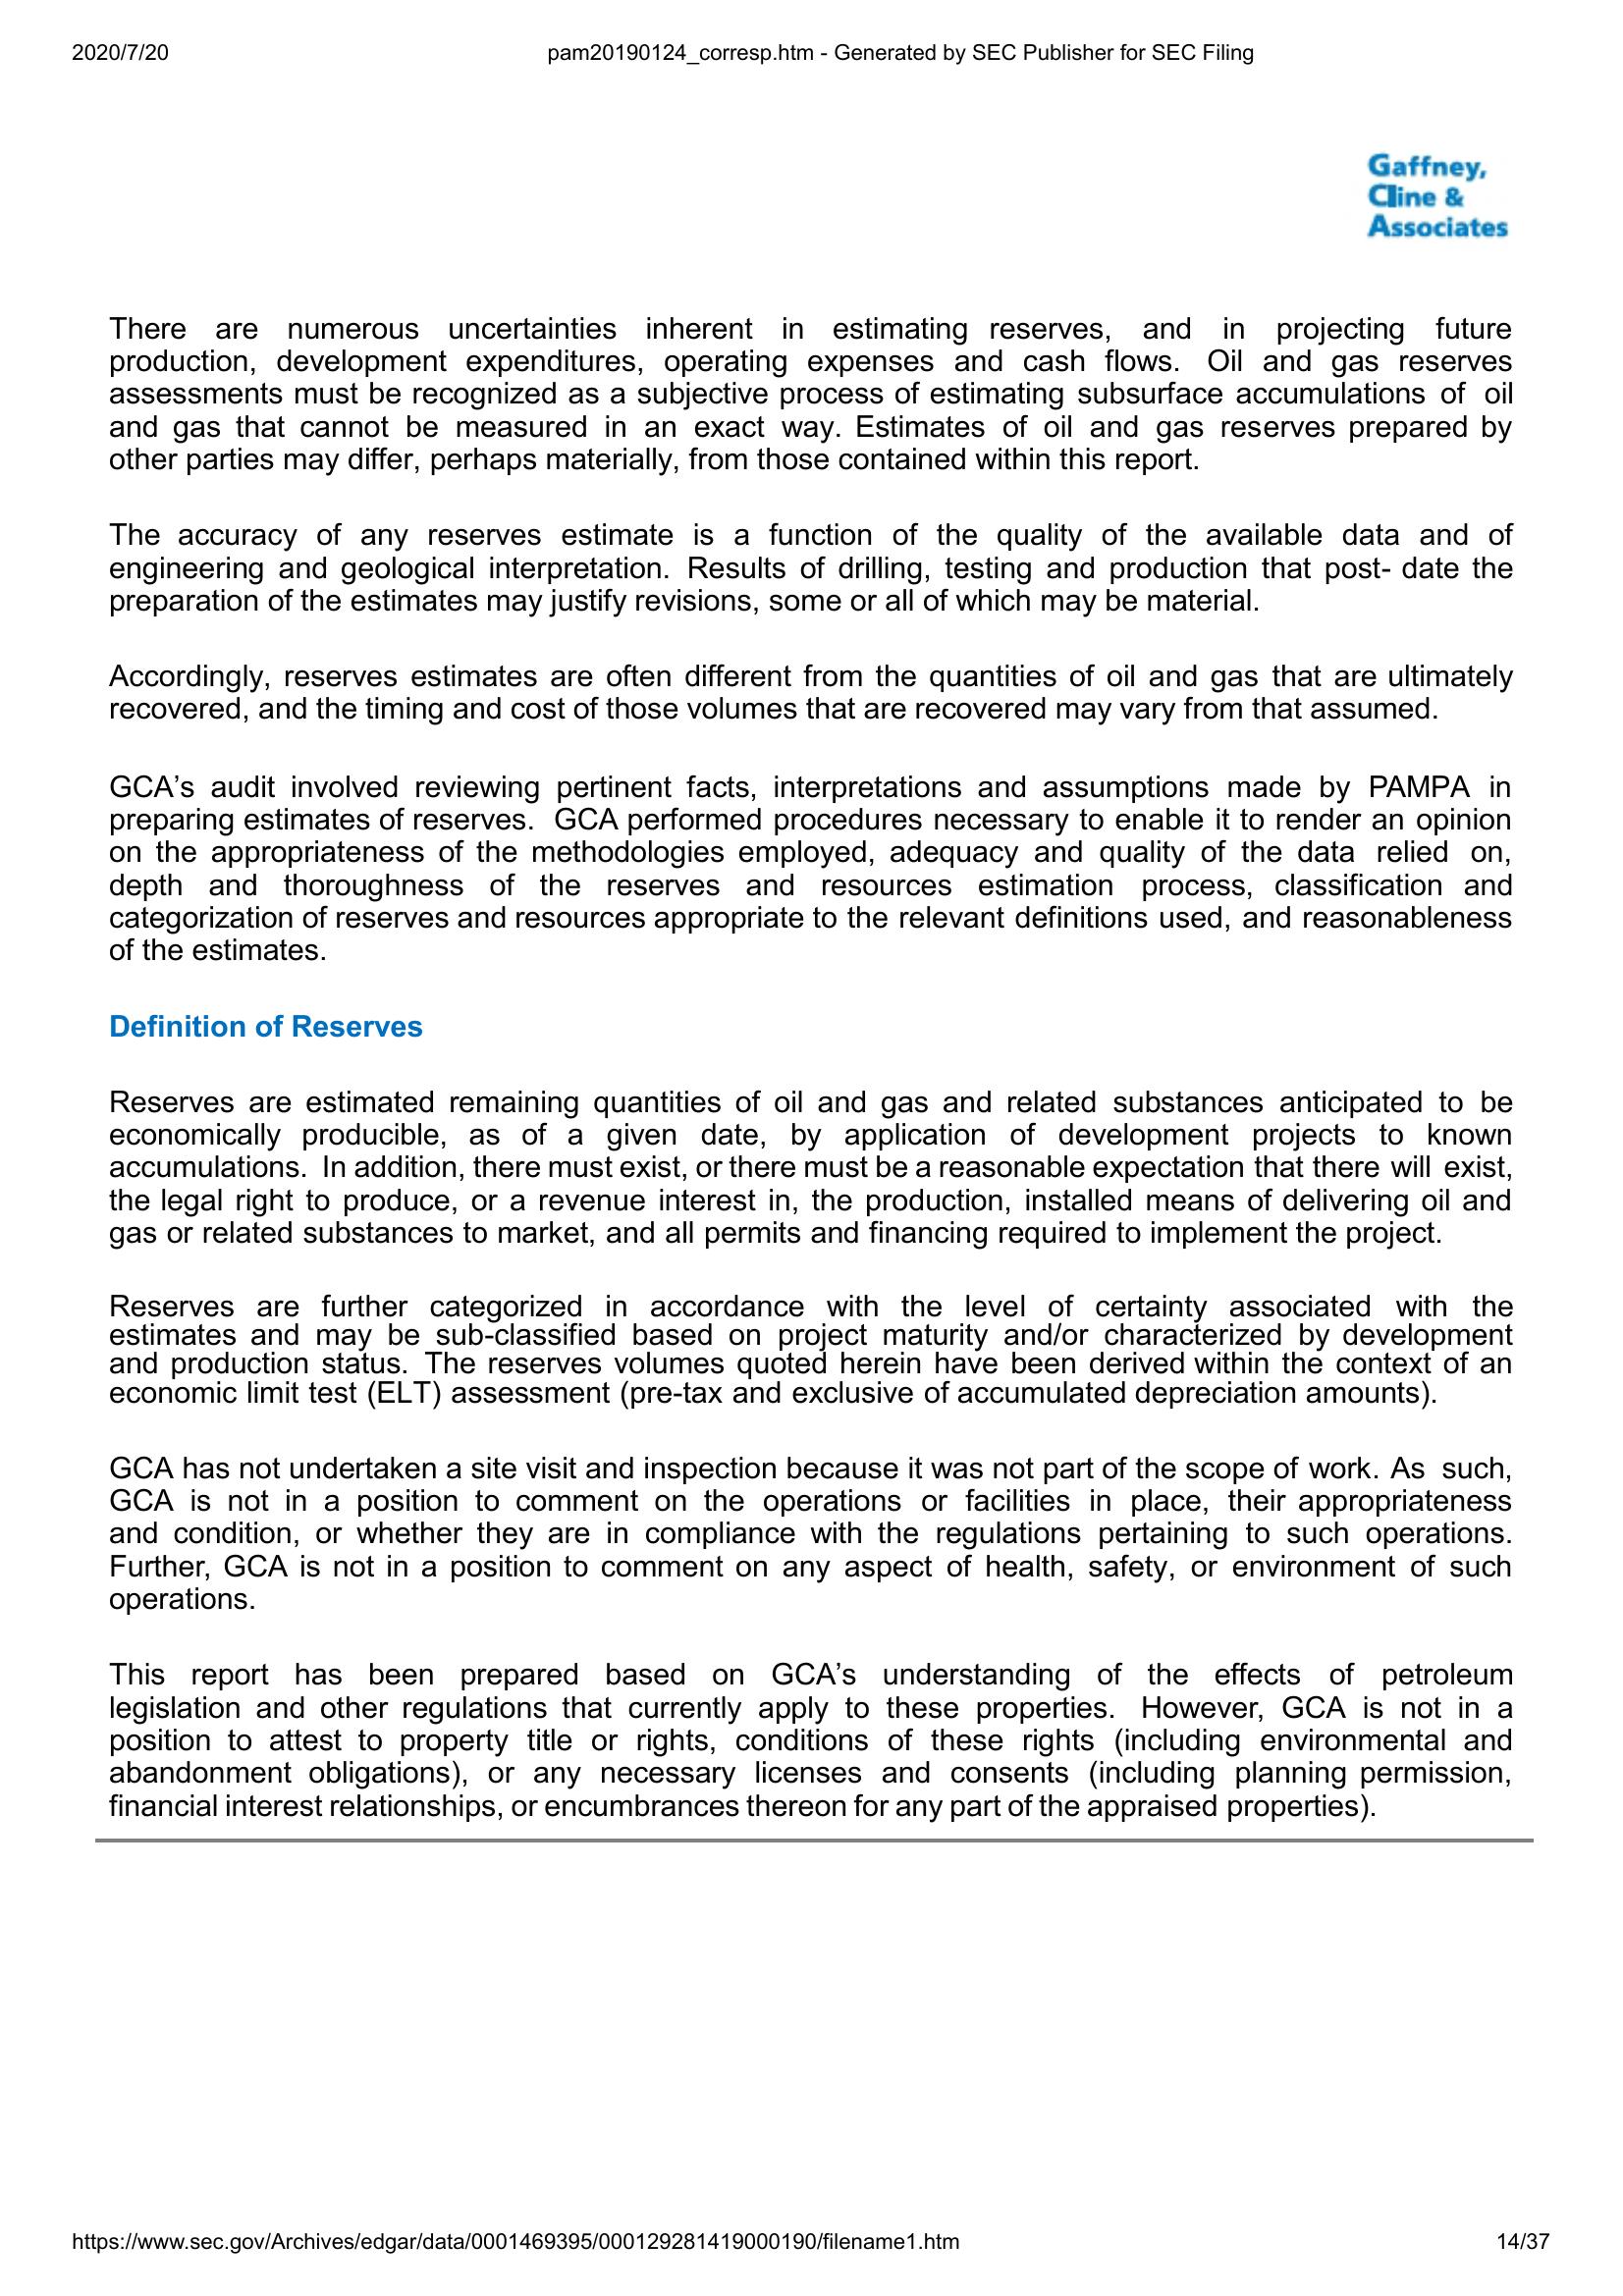 2020/7/20
pam20190124_corresp.htm - Generated by SEC Publisher for SEC Filing
Gaffney,
Cline &
Associates
There are numerous uncertainties inherent in estimating reserves, and in projecting future
production, development expenditures, operating expenses and cash flows. Oil and gas reserves
assessments must be recognized as a subjective process of estimating subsurface accumulations of oil
and gas that cannot be measured in an exact way. Estimates of oil and gas reserves prepared by
other parties may differ, perhaps materially, from those contained within this report.
The accuracy of any reserves estimate is a function of the quality of the available data and of
engineering and geological interpretation. Results of drilling, testing and production that post- date the
preparation of the estimates may justify revisions, some or all of which may be material.
Accordingly, reserves estimates are often different from the quantities of oil and gas that are ultimately
recovered, and the timing and cost of those volumes that are recovered may vary from that assumed.
GCA’s audit involved reviewing pertinent facts, interpretations and assumptions made by PAMPA in
preparing estimates of reserves. GCA performed procedures necessary to enable it to render an opinion
on the appropriateness of the methodologies employed, adequacy and quality of the data relied on,
depth and thoroughness of the reserves and resources estimation process, classification and
categorization of reserves and resources appropriate to the relevant definitions used, and reasonableness
of the estimates.
Definition of Reserves
Reserves are estimated remaining quantities of oil and gas and related substances anticipated to be
economically producible, as of a given date, by application of development projects to known
accumulations. In addition, there must exist, or there must be a reasonable expectation that there will exist,
the legal right to produce, or a revenue interest in, the production, installed means of delivering oil and
gas or related substances to market, and all permits and financing required to implement the project.
Reserves are further categorized in accordance with the level of certainty associated with the
estimates and may be sub-classified based on project maturity and/or characterized by development
and production status. The reserves volumes quoted herein have been derived within the context of an
economic limit test (ELT) assessment (pre-tax and exclusive of accumulated depreciation amounts).
GCA has not undertaken a site visit and inspection because it was not part of the scope of work. As such,
GCA is not in a position to comment on the operations or facilities in place, their appropriateness
and condition, or whether they are in compliance with the regulations pertaining to such operations.
Further, GCA is not in a position to comment on any aspect of health, safety, or environment of such
operations.
This report has been prepared based on GCA’s understanding of the effects of petroleum
legislation and other regulations that currently apply to these properties. However, GCA is not in a
position to attest to property title or rights, conditions of these rights (including environmental and
abandonment obligations), or any necessary licenses and consents (including planning permission,
financial interest relationships, or encumbrances thereon for any part of the appraised properties).
https://www.sec.gov/Archives/edgar/data/0001469395/000129281419000190/filename1.htm
14/37